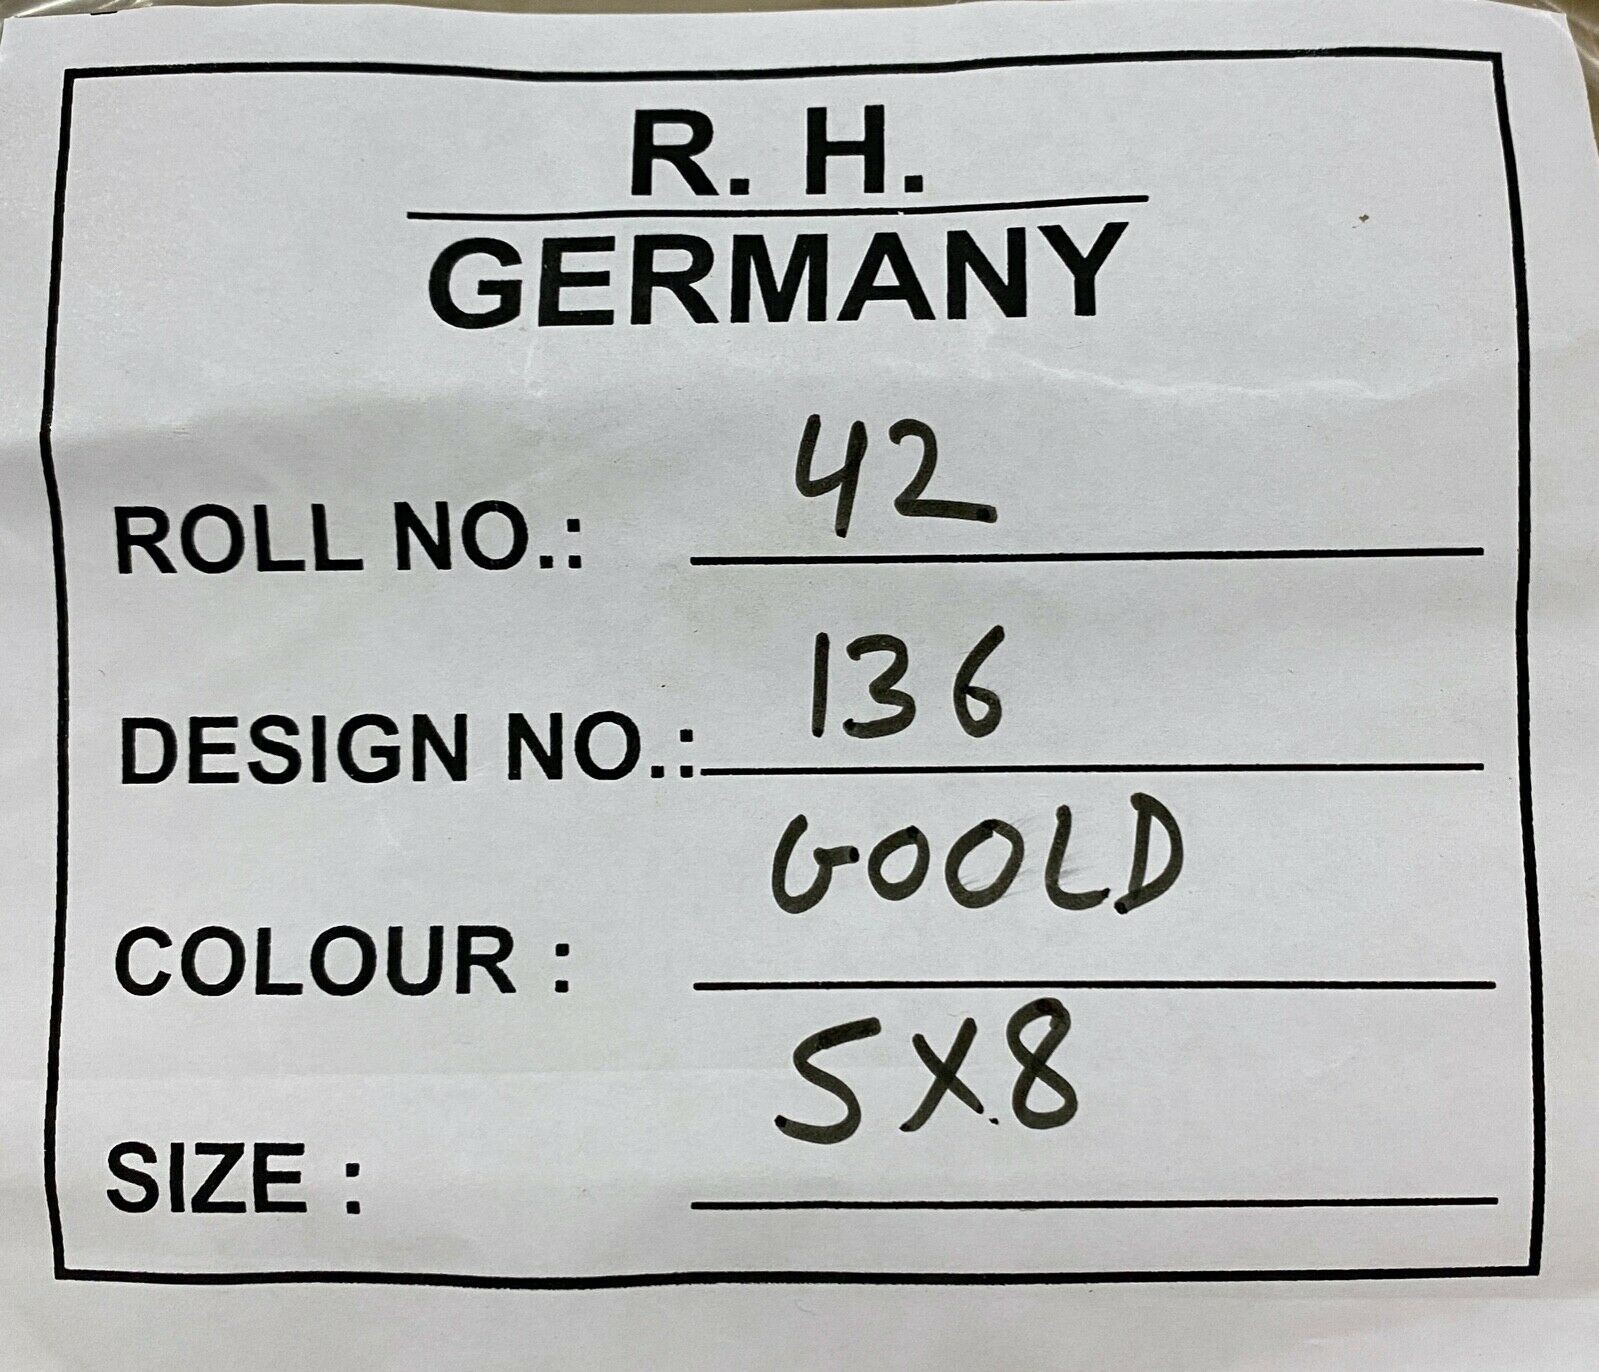 R. H.
GERMANY
ROLL NO.: 42
DESIGN NO.: 136
COLOUR : GOOLD
SIZE : 5X8